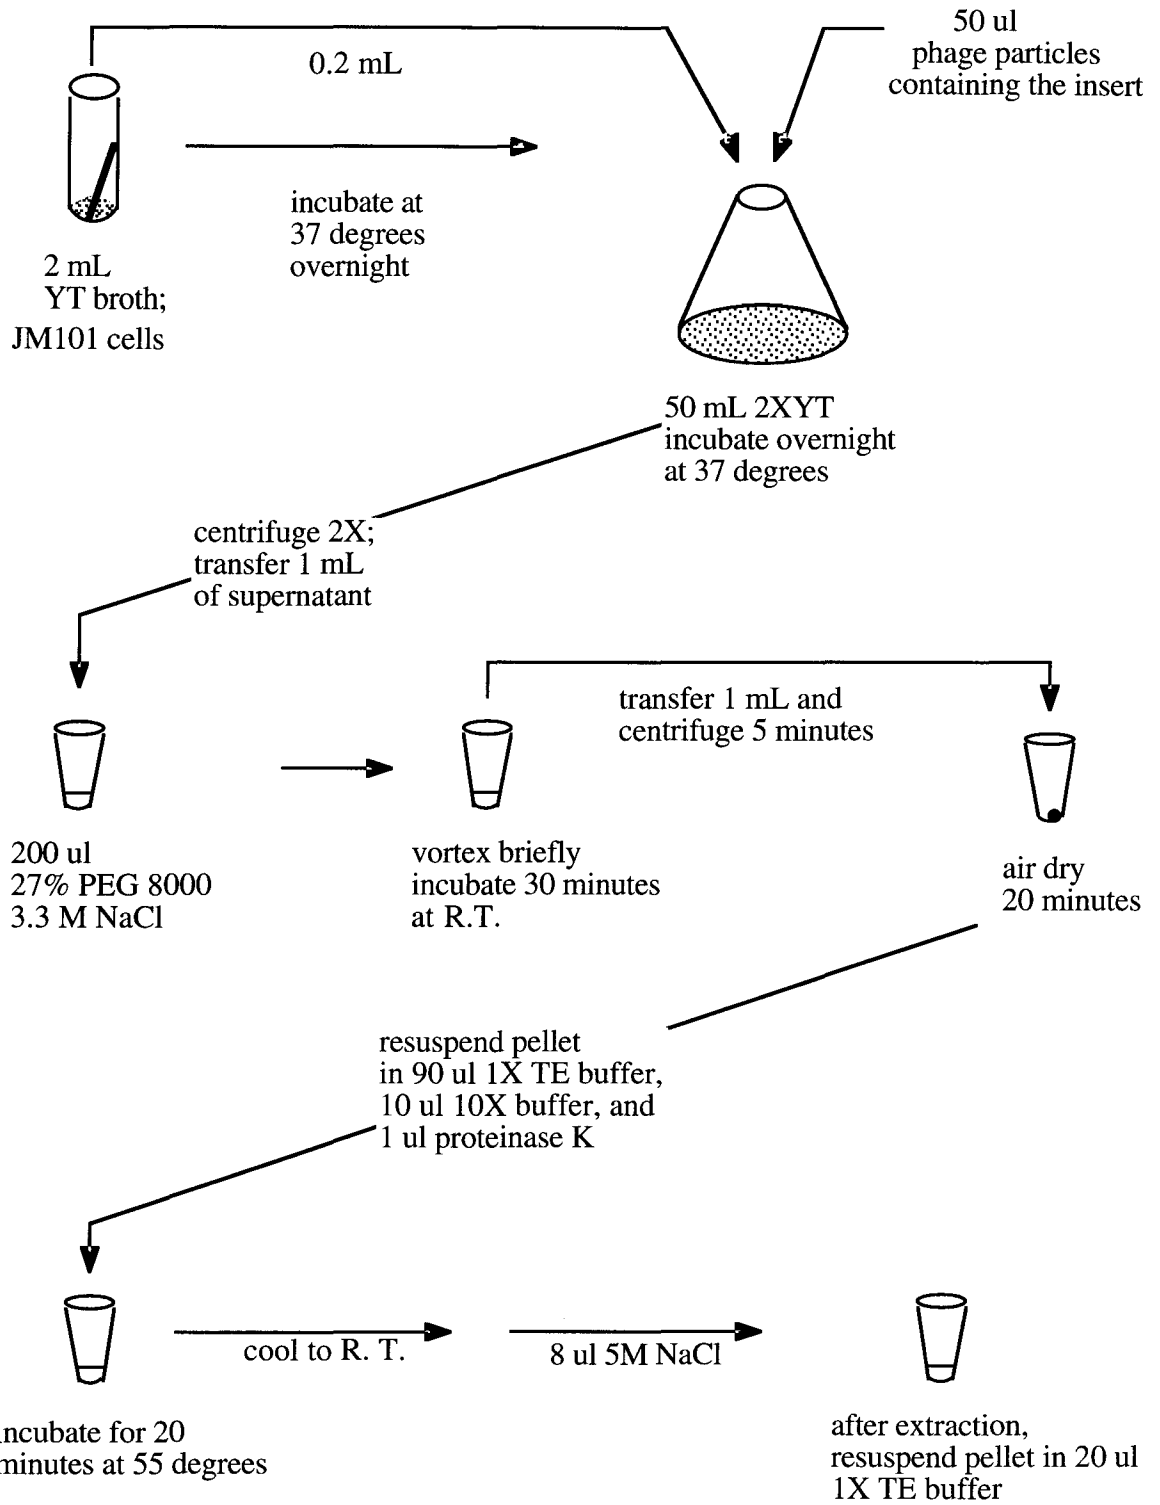 50 ul
phage particles
containing the insert
0.2 mL
incubate at
37 degrees
overnight
2 mL
YT broth;
JM101 cells
50 mL 2XYT
incubate overnight
at 37 degrees
centrifuge 2X;
transfer 1 mL
of supernatant
transfer 1 mL and
centrifuge 5 minutes
200 ul
27% PEG 8000
3.3 M NaCl
vortex briefly
incubate 30 minutes
at R.T.
air dry
20 minutes
resuspend pellet
in 90 ul 1X TE buffer,
10 ul 10X buffer, and
1 ul proteinase K
cool to R. T.
8 ul 5M NaCl
incubate for 20
minutes at 55 degrees
after extraction,
resuspend pellet in 20 ul
1X TE buffer